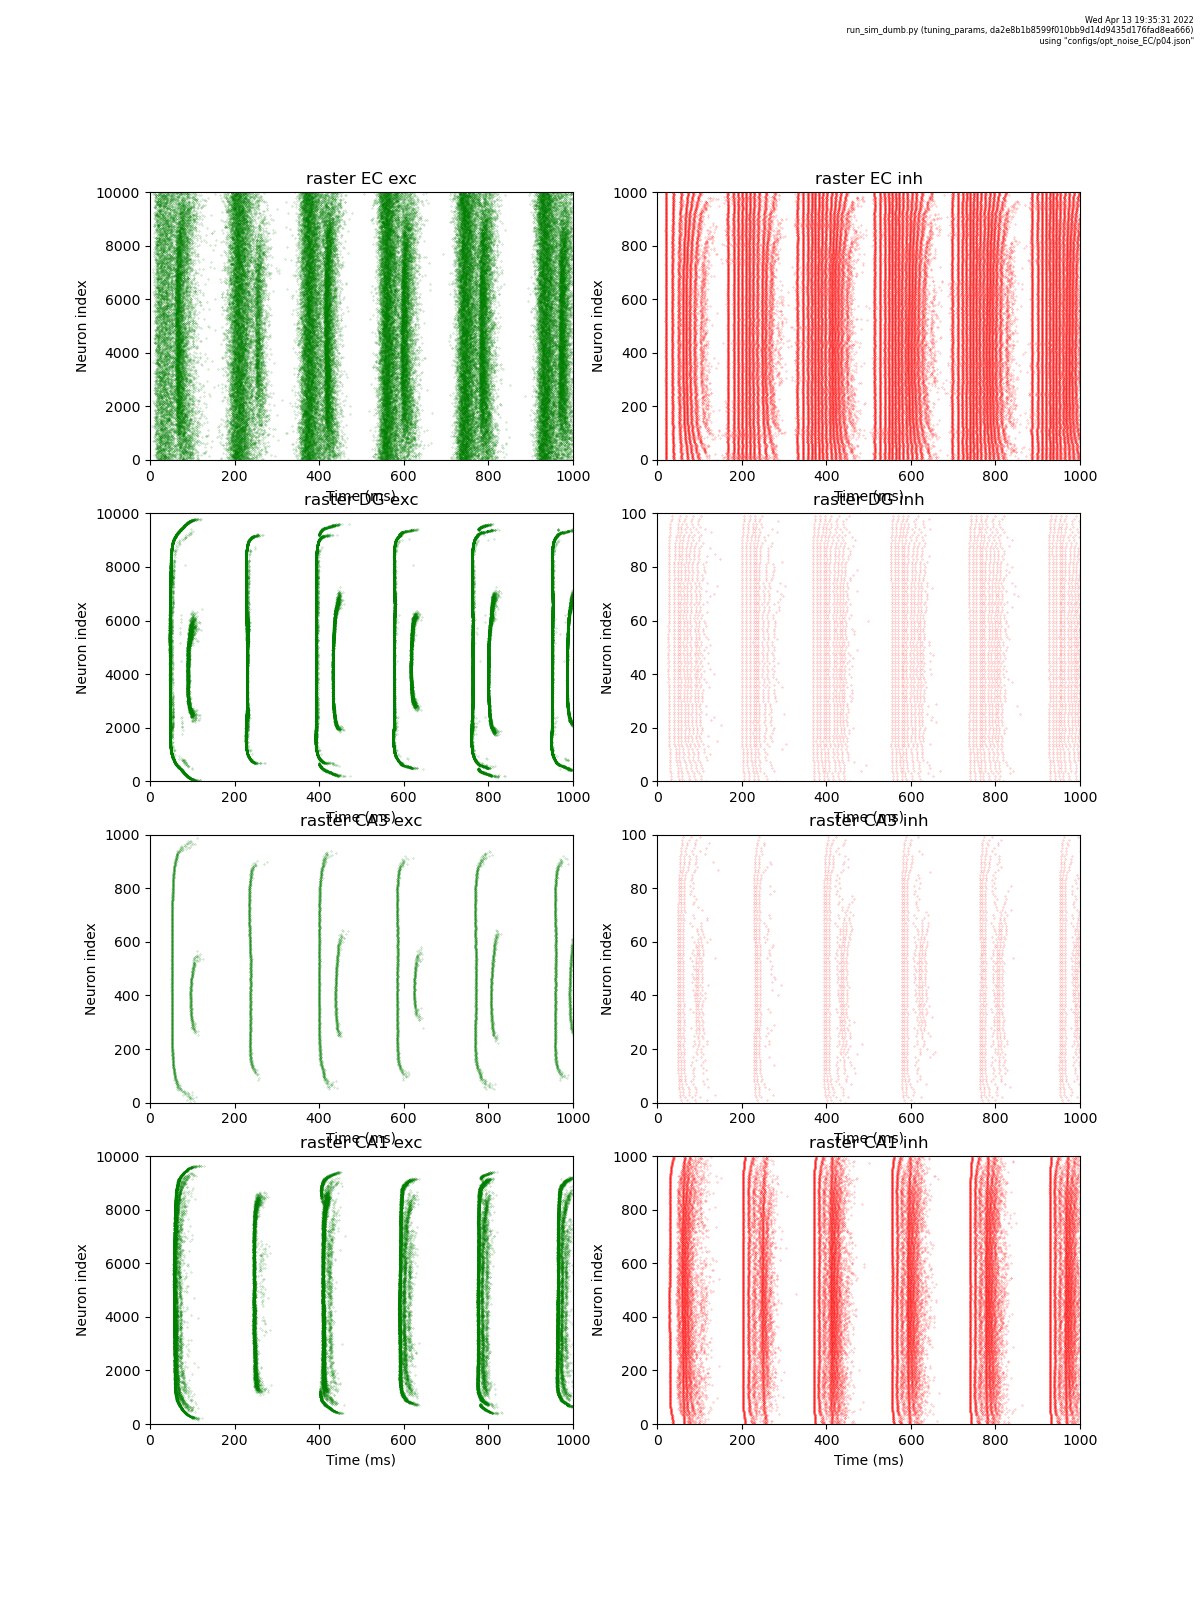 Wed Apr 13 19:35:31 2022
run_sim_dumb.py (tuning_params, da2e8b1b8599f010bb9d14d9435d176fad8ea666)
using "configs/opt_noise_EC/p04.json"
raster EC exc
10000
8000
6000
4000
2000
0
Neuron index
0 200 400 600 800 1000
Time (ms)
raster EC inh
1000
800
600
400
200
0
Neuron index
0 200 400 600 800 1000
Time (ms)
raster DG exc
10000
8000
6000
4000
2000
0
Neuron index
0 200 400 600 800 1000
Time (ms)
raster DG inh
100
80
60
40
20
0
Neuron index
0 200 400 600 800 1000
Time (ms)
raster CA3 exc
1000
800
600
400
200
0
Neuron index
0 200 400 600 800 1000
Time (ms)
raster CA3 inh
100
80
60
40
20
0
Neuron index
0 200 400 600 800 1000
Time (ms)
raster CA1 exc
10000
8000
6000
4000
2000
0
Neuron index
0 200 400 600 800 1000
Time (ms)
raster CA1 inh
1000
800
600
400
200
0
Neuron index
0 200 400 600 800 1000
Time (ms)